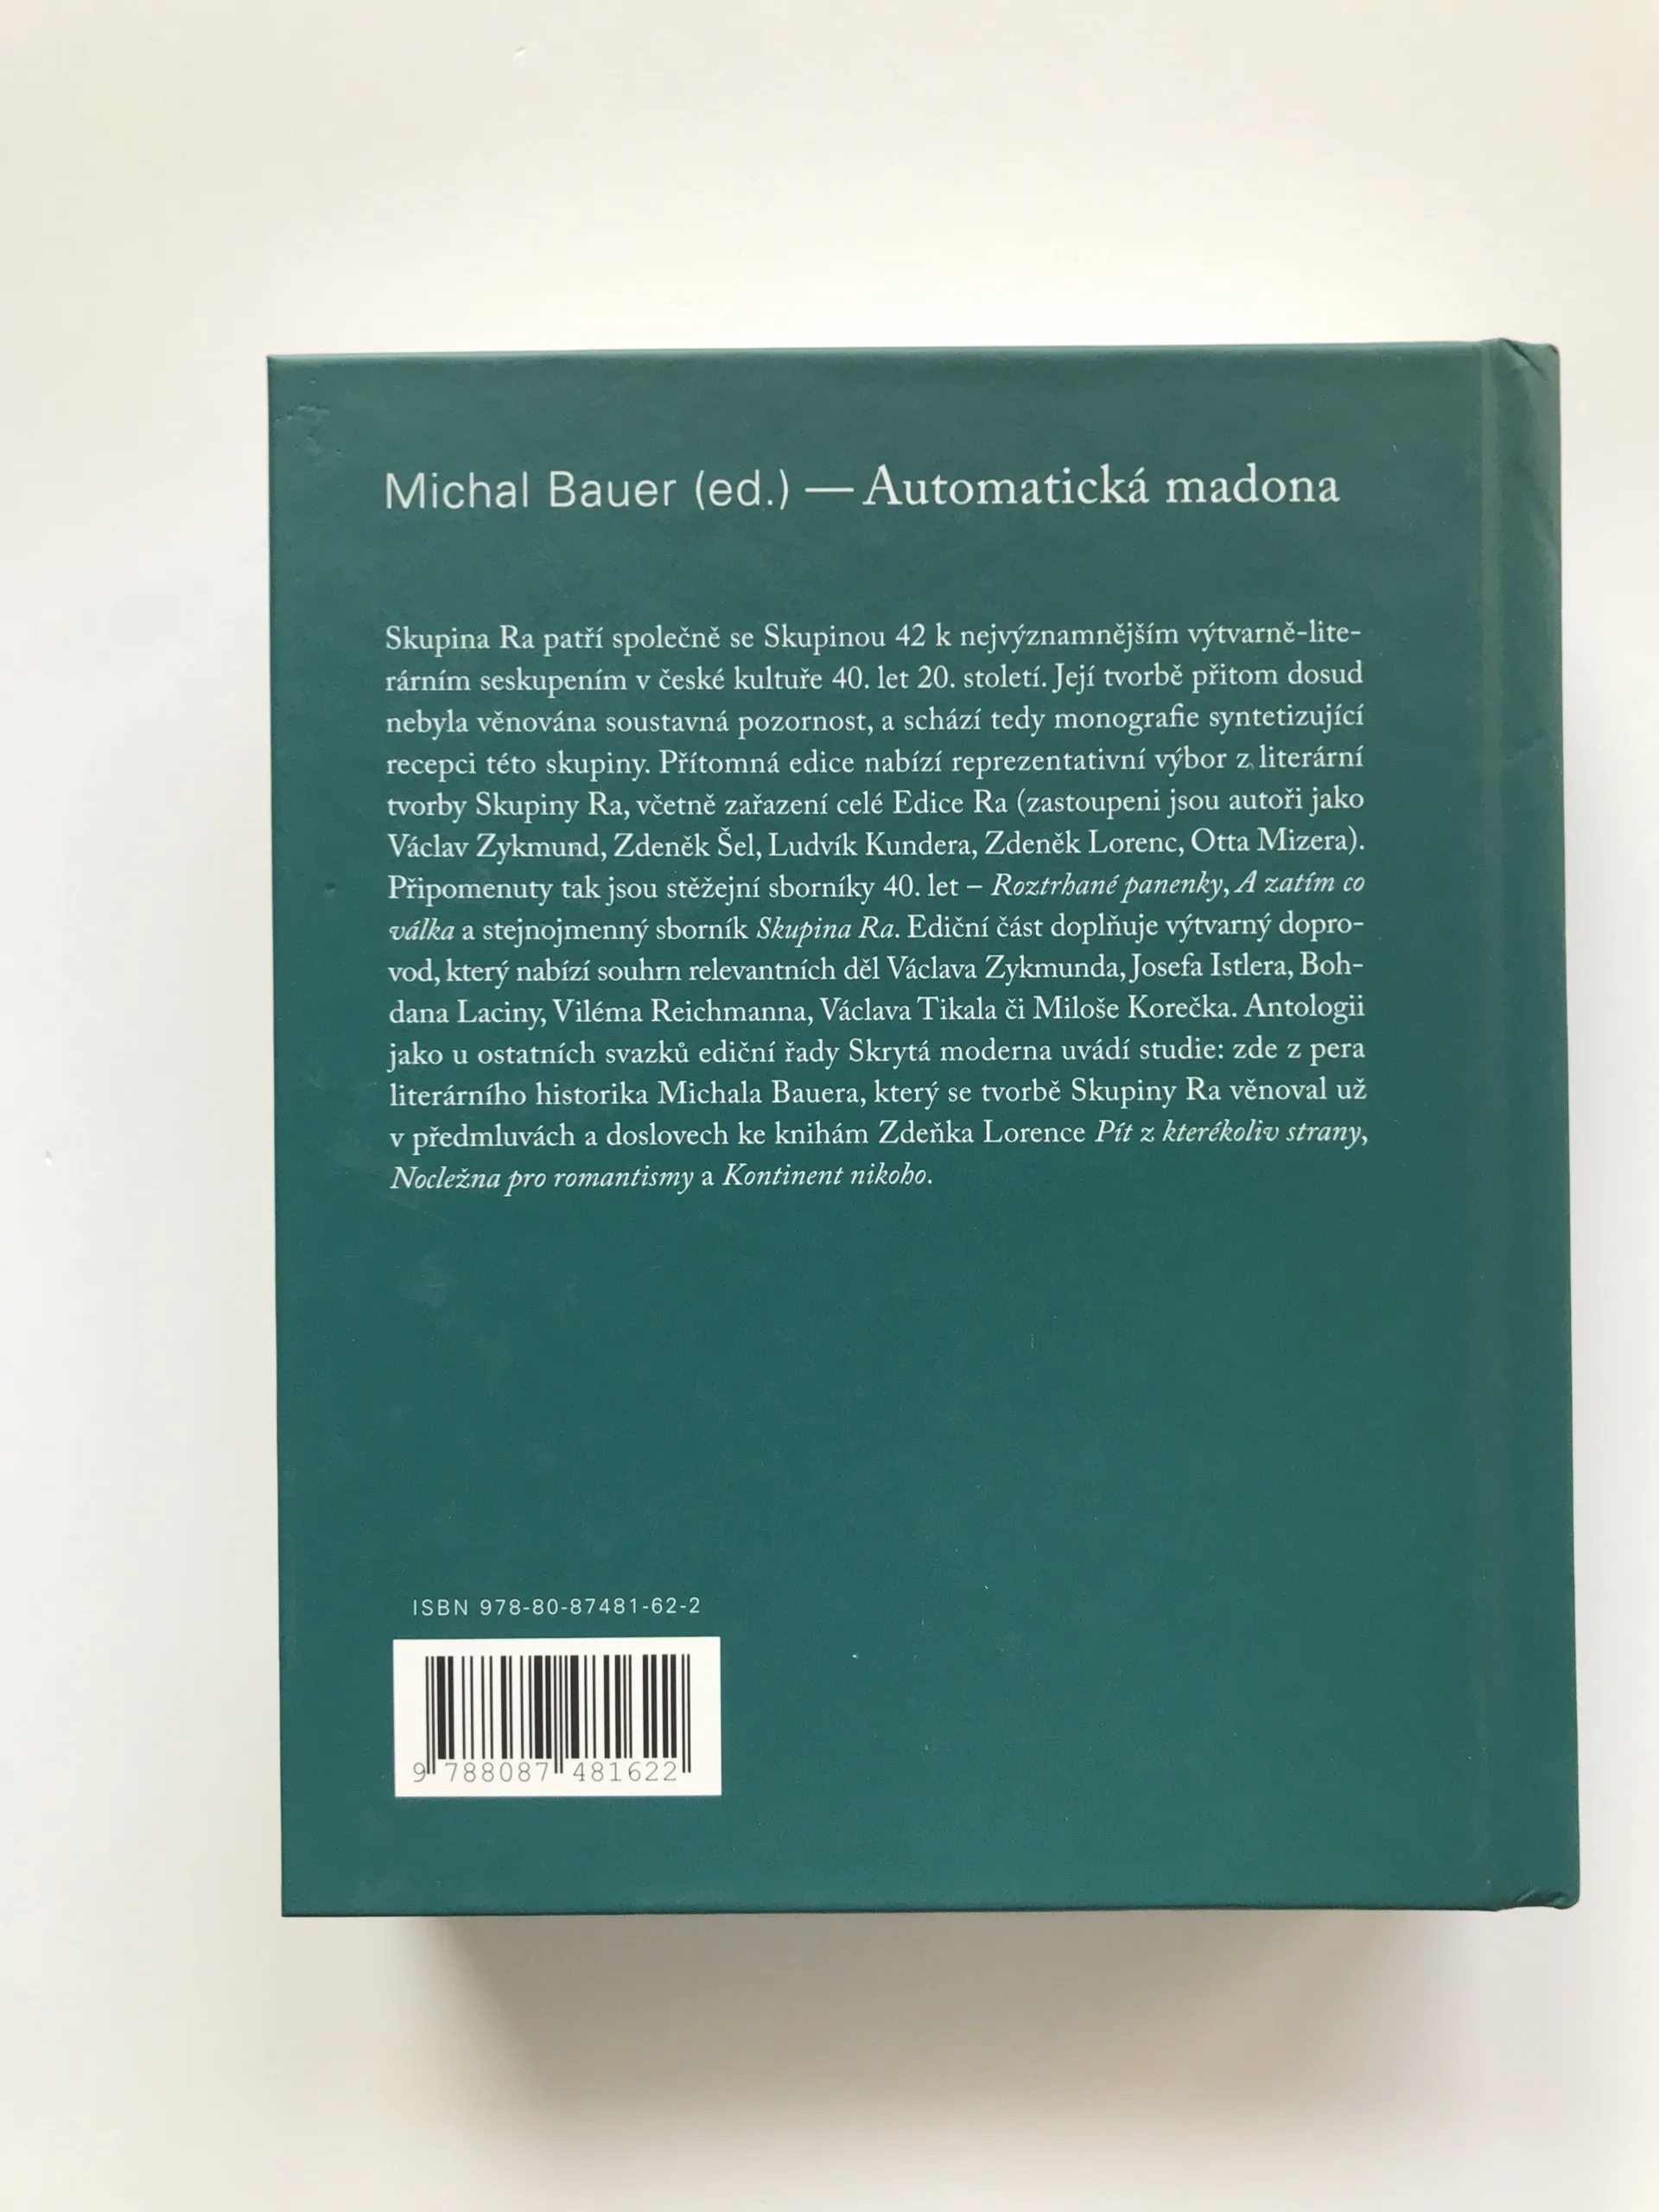 Michal Bauer (ed.) — Automatická madona
Skupina Ra patří společně se Skupinou 42 k nejvýznamnějším výtvarně-lite-
rárním seskupením v české kultuře 40. let 20. století. Její tvorbě přitom dosud
nebyla věnována soustavná pozornost, a schází tedy monografie syntetizující
recepci této skupiny. Přítomná edice nabízí reprezentativní výbor z literární
tvorby Skupiny Ra, včetně zařazení celé Edice Ra (zastoupeni jsou autoři jako
Václav Zykmund, Zdeněk Šel, Ludvík Kundera, Zdeněk Lorenc, Otta Mizera).
Připomenuty tak jsou stěžejní sborníky 40. let – Roztrhané panenky, A zatím co
válka a stejnojmenný sborník Skupina Ra. Ediční část doplňuje výtvarný dopro-
vod, který nabízí souhrn relevantních děl Václava Zykmunda, Josefa Istlera, Boh-
dana Laciny, Viléma Reichmanna, Václava Tikala či Miloše Korečka. Antologii
jako u ostatních svazků ediční řady Skrytá moderna uvádí studie: zde z pera
literárního historika Michala Bauera, který se tvorbě Skupiny Ra věnoval už
v předmluvách a doslovech ke knihám Zdeňka Lorence Pít z kterékoliv strany,
Nocležna pro romantismy a Kontinent nikoho.
ISBN 978-80-87481-62-2
9 788087 481622